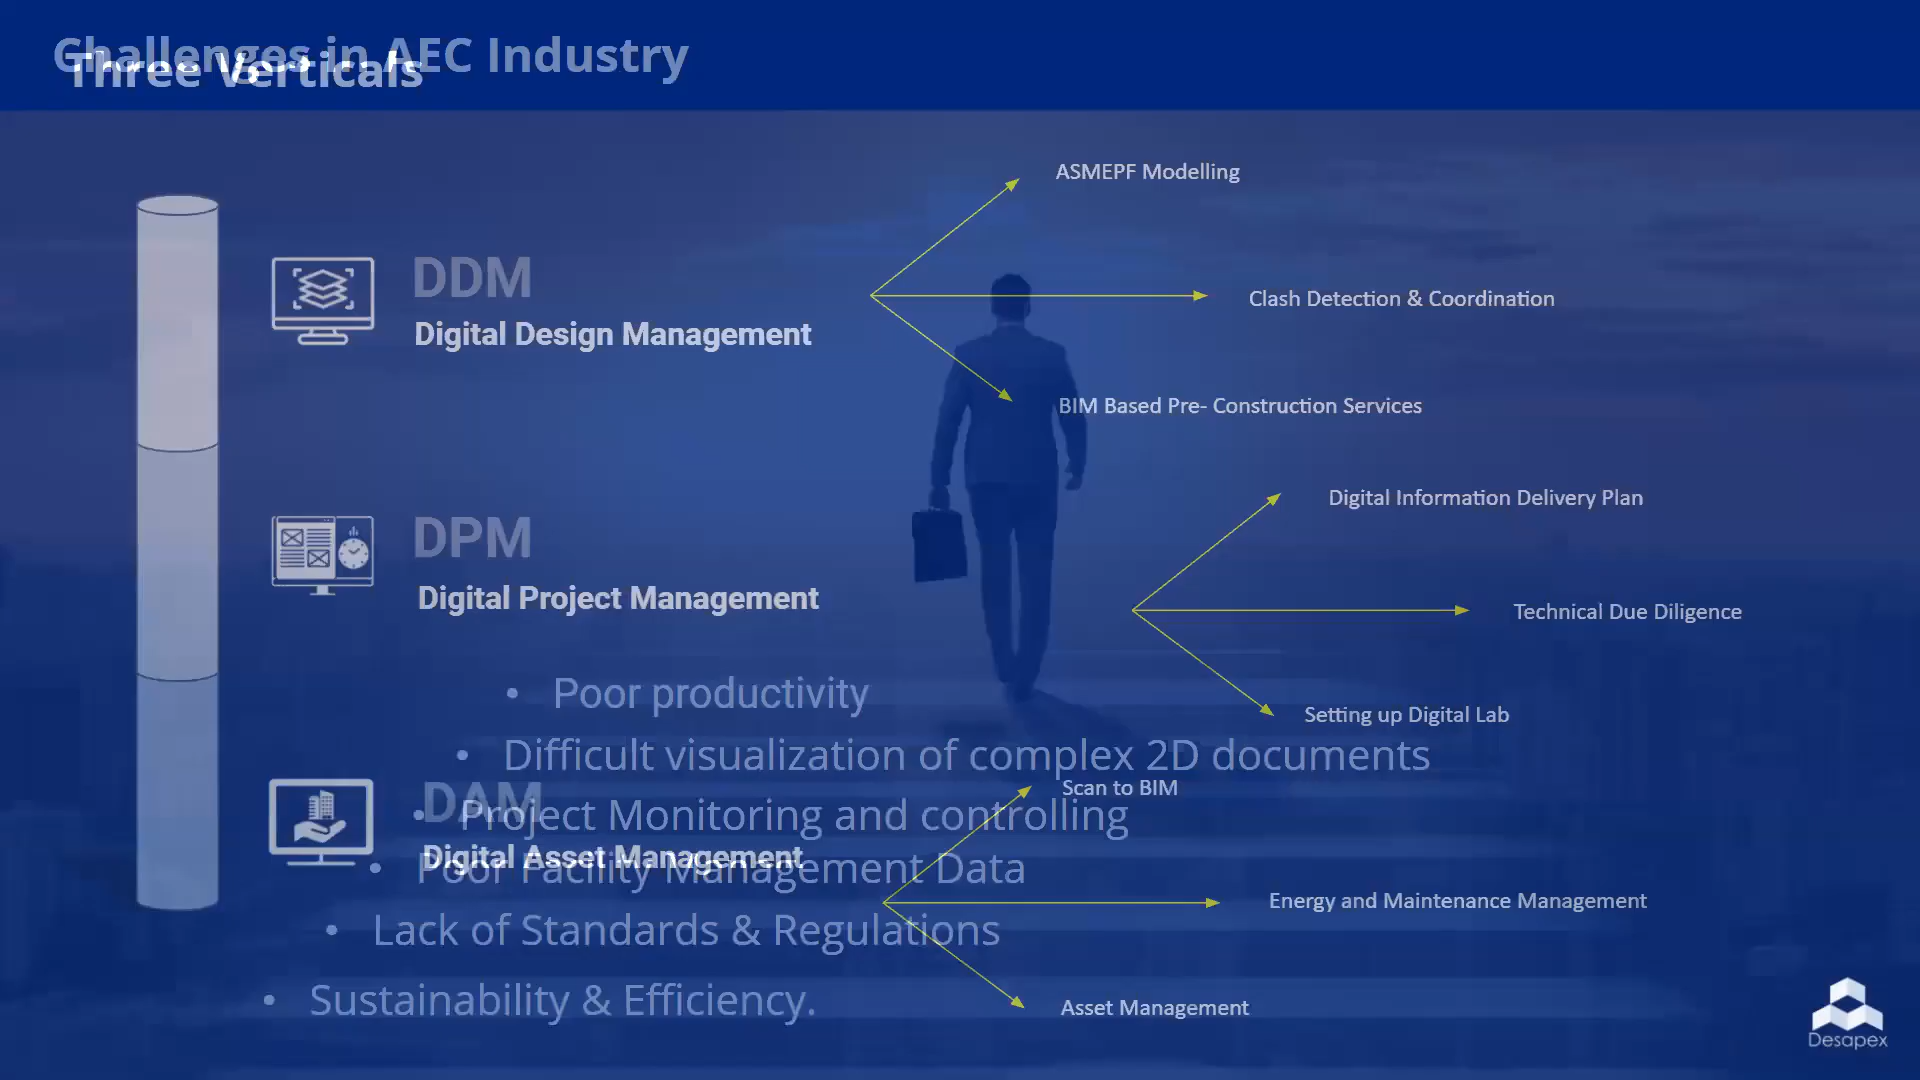 Challenges in AEC Industry
Three Verticals
ASMEPF Modelling
DDM
Digital Design Management
Clash Detection & Coordination
BIM Based Pre- Construction Services
Digital Information Delivery Plan
DPM
Digital Project Management
Technical Due Diligence
Setting up Digital Lab
• Poor productivity
• Difficult visualization of complex 2D documents
Scan to BIM
DAM
• Project Monitoring and controlling
Digital Asset Management
• Poor Facility Management Data
Energy and Maintenance Management
• Lack of Standards & Regulations
• Sustainability & Efficiency.
Asset Management
Desapex